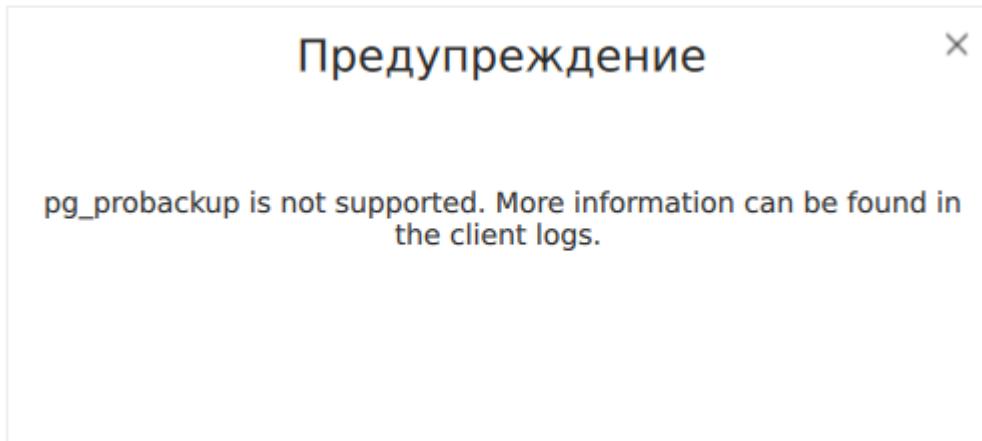 Предупреждение
pg_probackup is not supported. More information can be found in
the client logs.